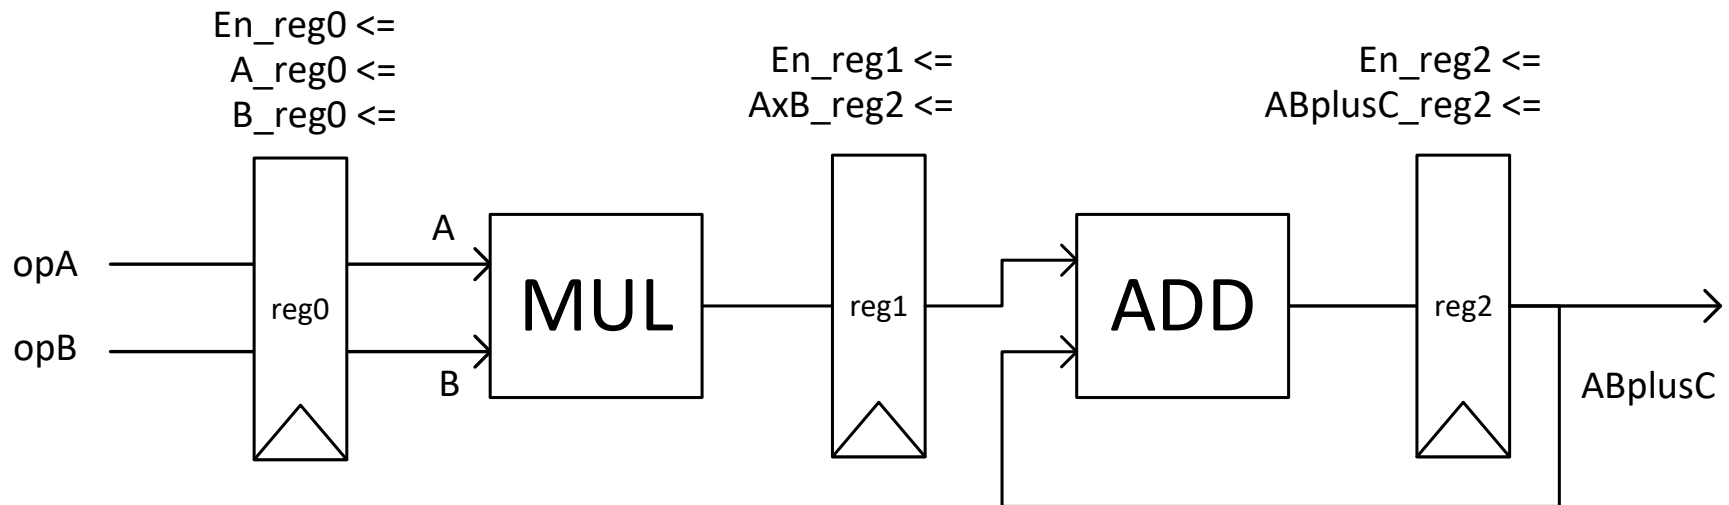 En_reg0 <=
A_reg0 <=
B_reg0 <=
En_reg1 <=
AxB_reg2 <=
En_reg2 <=
ABplusC_reg2 <=
opA
opB
reg0
A
B
MUL
reg1
ADD
reg2
ABplusC